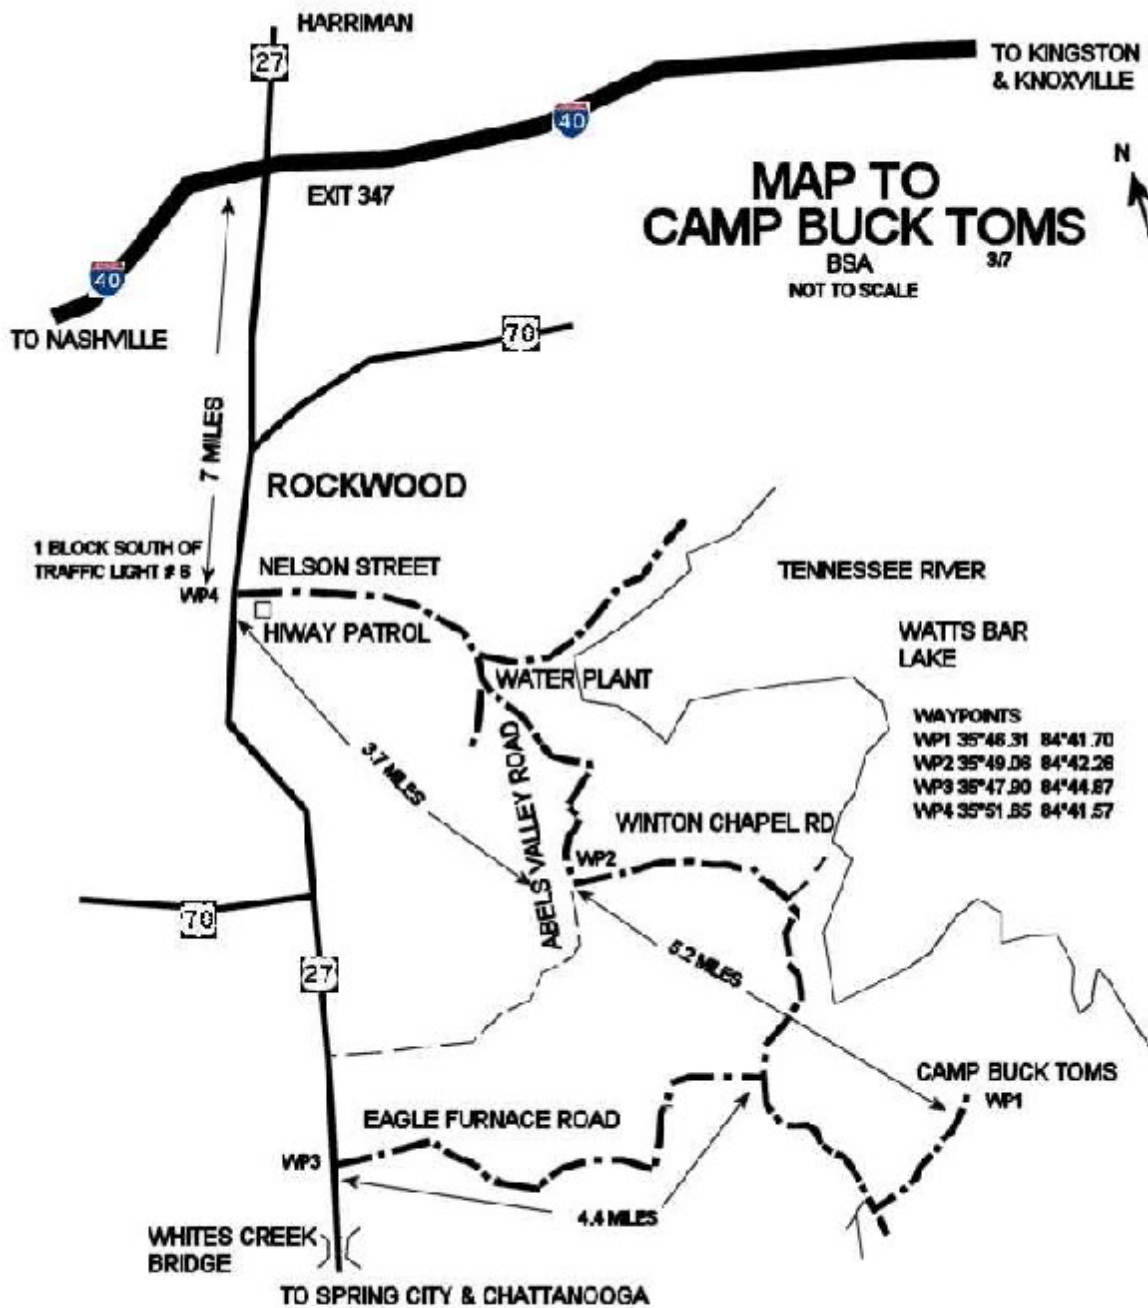 HARRIMAN
27
TO KINGSTON
& KNOXVILLE
40
N
EXIT 347
MAP TO
CAMP BUCK TOMS
BSA
3/7
NOT TO SCALE
40
TO NASHVILLE
70
7 MILES
ROCKWOOD
1 BLOCK SOUTH OF
TRAFFIC LIGHT # 6
NELSON STREET
WP4
HIWAY PATROL
TENNESSEE RIVER
WATTS BAR
LAKE
WATER PLANT
WAYPOINTS
WP1 35°46.31 84°41.70
WP2 35°49.08 84°42.28
WP3 35°47.90 84°44.87
WP4 35°51.85 84°41.57
3.7 MILES
ABELS VALLEY ROAD
WINTON CHAPEL RD
WP2
70
27
5.2 MILES
CAMP BUCK TOMS
WP1
EAGLE FURNACE ROAD
WP3
4.4 MILES
WHITES CREEK
BRIDGE
TO SPRING CITY & CHATTANOOGA